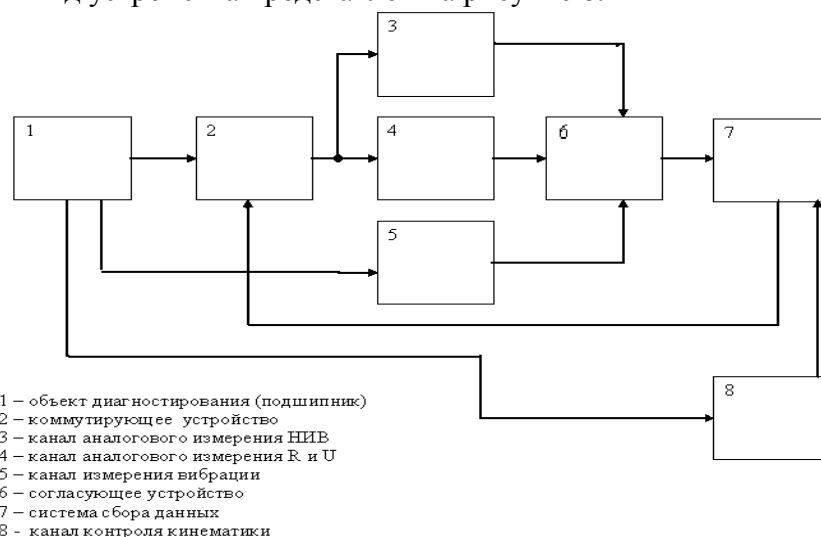 3
1
2
4
6
7
5
8
1 – объект диагностирования (подшипник)
2 – коммутирующее устройство
3 – канал аналогового измерения НИВ
4 – канал аналогового измерения R и U
5 – канал измерения вибрации
6 – согласующее устройство
7 – система сбора данных
8 - канал контроля кинематики